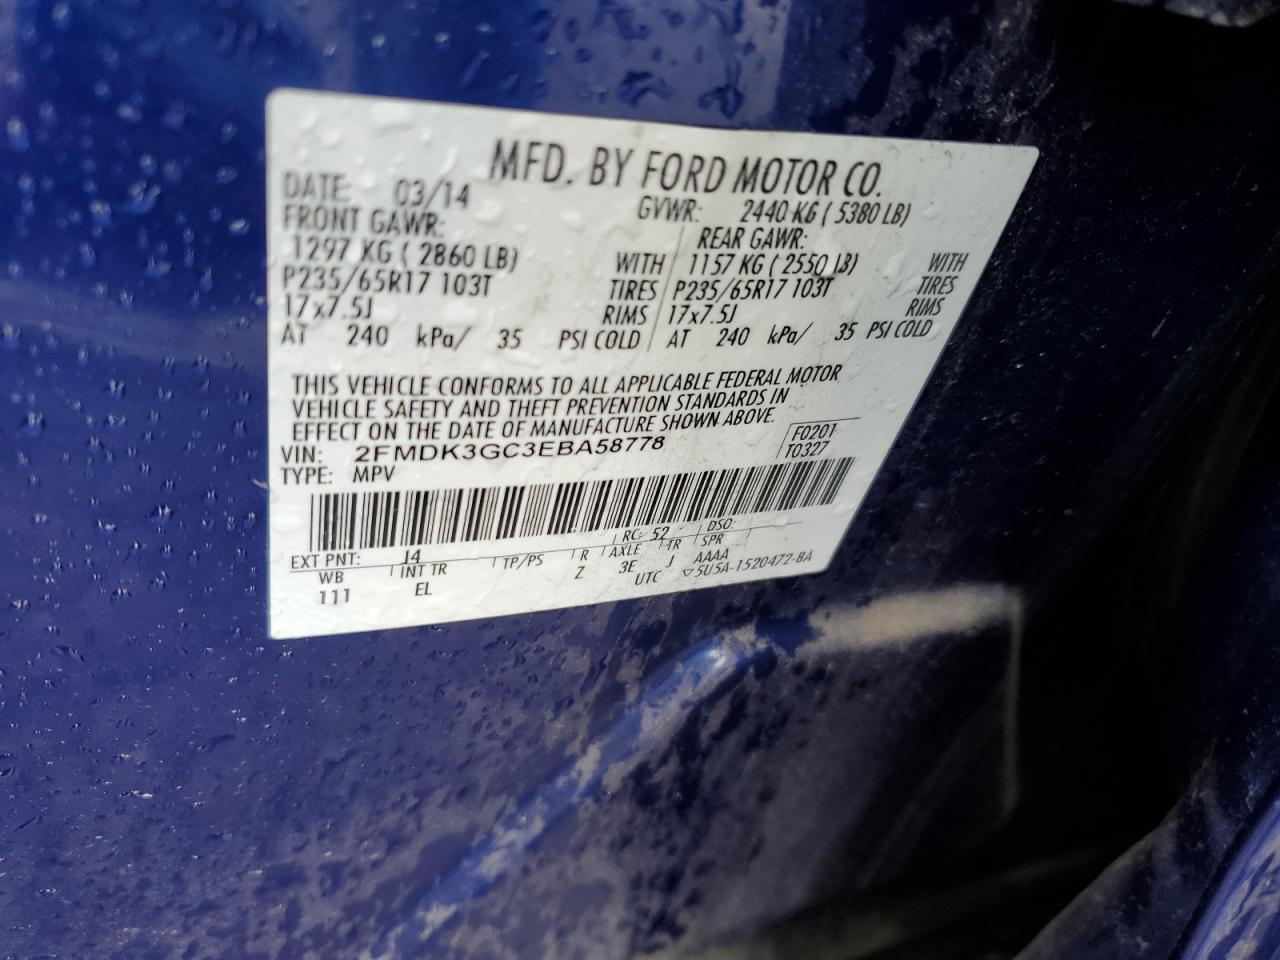 MFD. BY FORD MOTOR CO.
DATE: 03/14 GVWR: 2440 KG ( 5380 LB)
FRONT GAWR: REAR GAWR:
1297 KG ( 2860 LB) WITH 1157 KG ( 2550 LB) WITH
P235/65R17 103T TIRES P235/65R17 103T TIRES
17x7.5J RIMS 17x7.5J RIMS
AT 240 kPa/ 35 PSI COLD AT 240 kPa/ 35 PSI COLD
THIS VEHICLE CONFORMS TO ALL APPLICABLE FEDERAL MOTOR
VEHICLE SAFETY AND THEFT PREVENTION STANDARDS IN
EFFECT ON THE DATE OF MANUFACTURE SHOWN ABOVE.
VIN: 2FMDK3GC3EBA58778 F0201
TYPE: MPV T0327
EXT PNT: J4 RC: 52 DSO:
WB INT TR TP/PS R AXLE TR SPR
111 EL Z 3E J AAAA
UTC ▽5U5A-1520472-BA